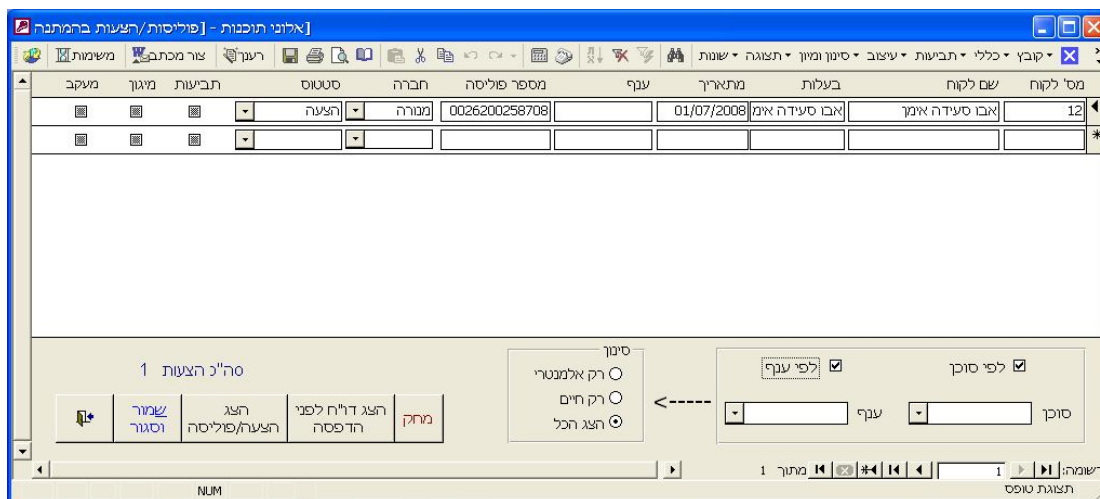 [אלוני תוכנות - [פוליסות/הצעות בהמתנה
קובץ כללי תביעות עיצוב סינון ומיון תצוגה שונות רענן צור מכתב משימות
מס' לקוח שם לקוח בעלות מתאריך ענף מספר פוליסה חברה סטטוס תביעות מיגון מעקב
12 אבו סעידה אימן אבו סעידה אימ 01/07/2008 0026200258708 מנורה הצעה
סינון
לפי סוכן לפי ענף
רק אלמנטרי
סה"כ הצעות 1
רק חיים
<-----
סוכן ענף
הצג הכל
מחק
הצג דו"ח לפני הדפסה
הצג הצעה/פוליסה
שמור וסגור
רשומה: 1 מתוך 1
תצוגת טופס
NUM